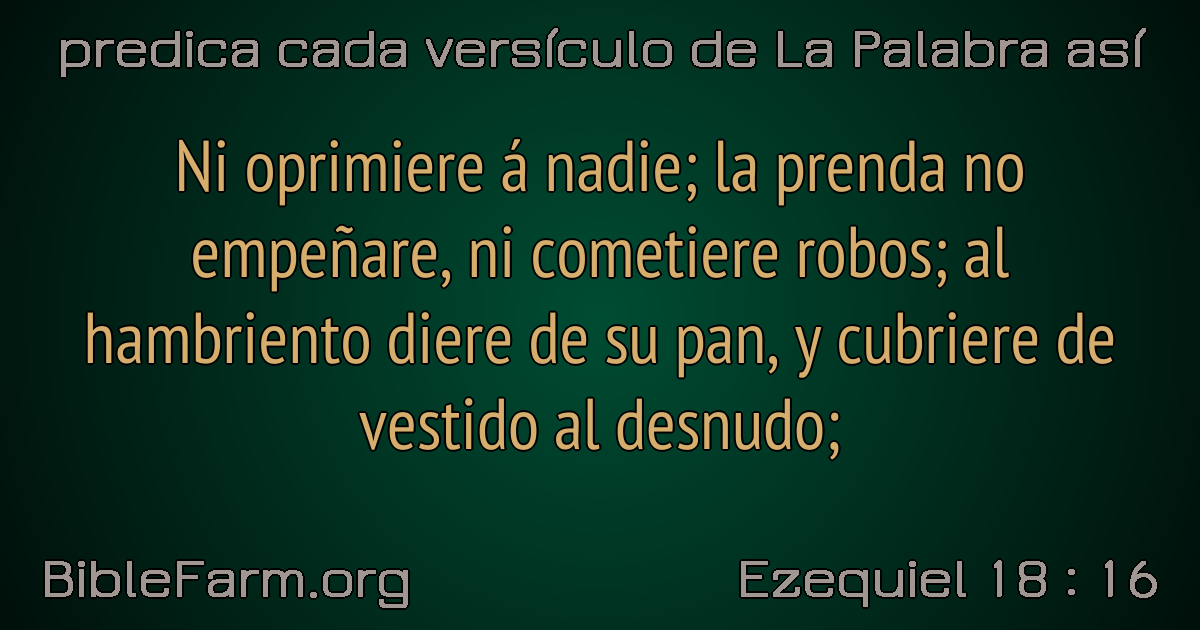 predica cada versículo de La Palabra así
Ni oprimiere á nadie; la prenda no
empeñare, ni cometiere robos; al
hambriento diere de su pan, y cubriere de
vestido al desnudo;
BibleFarm.org
Ezequiel 18 : 16